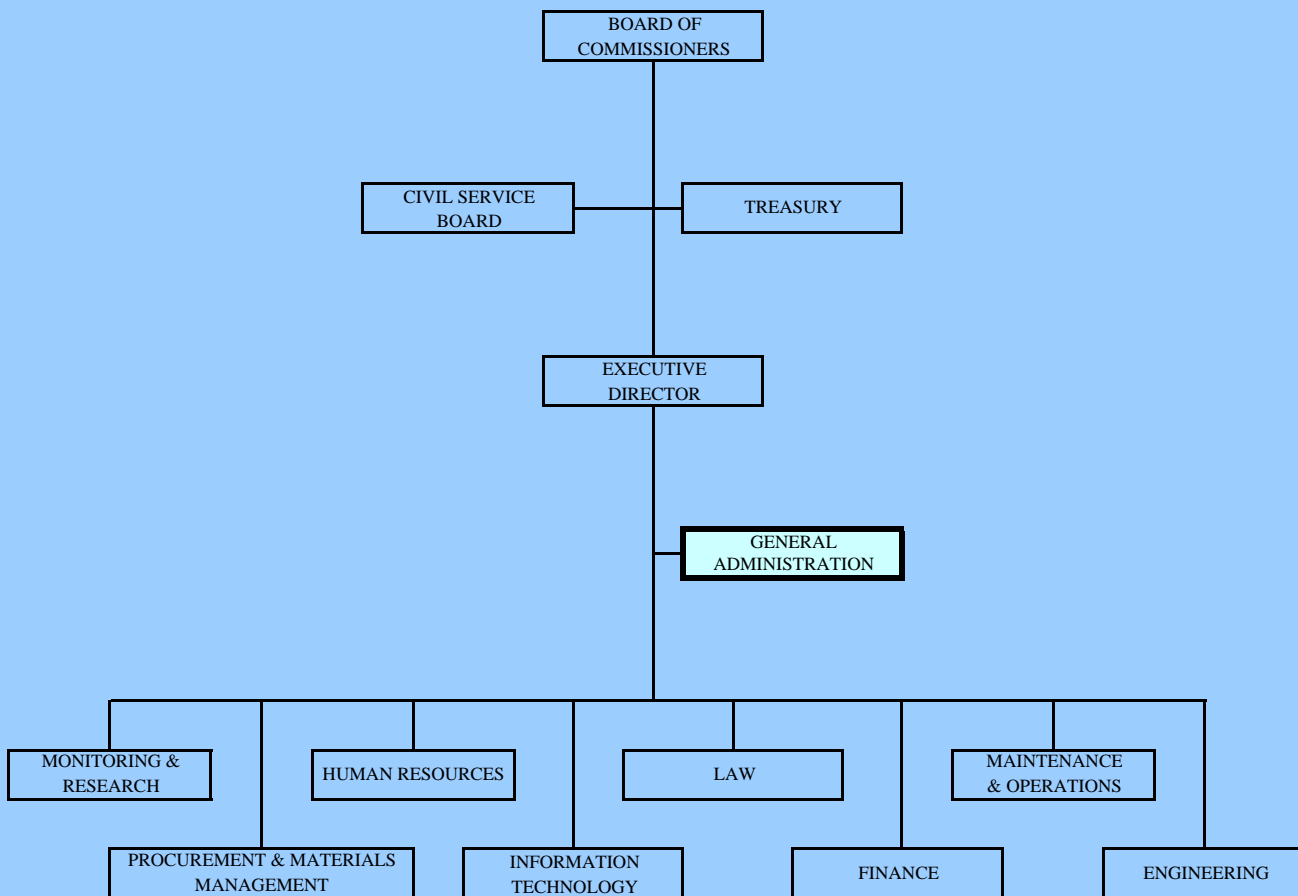 BOARD OF
COMMISSIONERS
CIVIL SERVICE
BOARD
TREASURY
EXECUTIVE
DIRECTOR
GENERAL
ADMINISTRATION
MONITORING &
RESEARCH
HUMAN RESOURCES
LAW
MAINTENANCE
& OPERATIONS
PROCUREMENT & MATERIALS
MANAGEMENT
INFORMATION
TECHNOLOGY
FINANCE
ENGINEERING